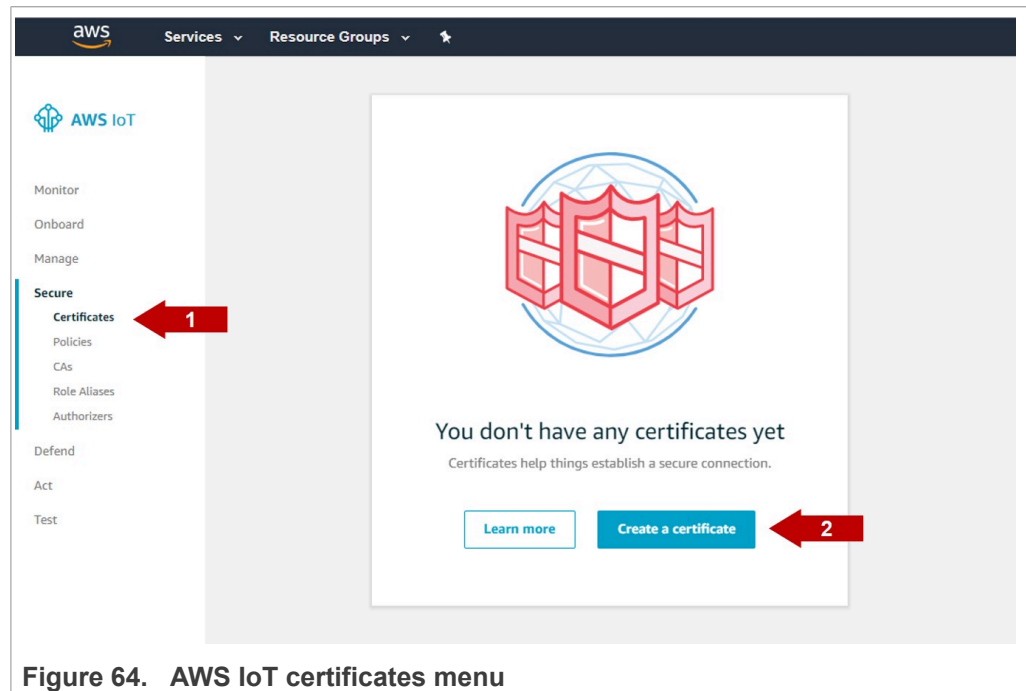 aws Services Resource Groups
AWS IoT
Monitor
Onboard
Manage
Secure
Certificates
1
Policies
CAs
Role Aliases
Authorizers
Defend
Act
Test
You don't have any certificates yet
Certificates help things establish a secure connection.
Learn more Create a certificate 2
Figure 64. AWS IoT certificates menu